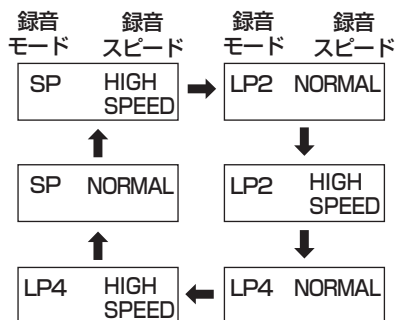 録音 録音 録音 録音
モード スピード モード スピード
SP HIGH SPEED LP2 NORMAL
SP NORMAL LP2 HIGH SPEED
LP4 HIGH SPEED LP4 NORMAL